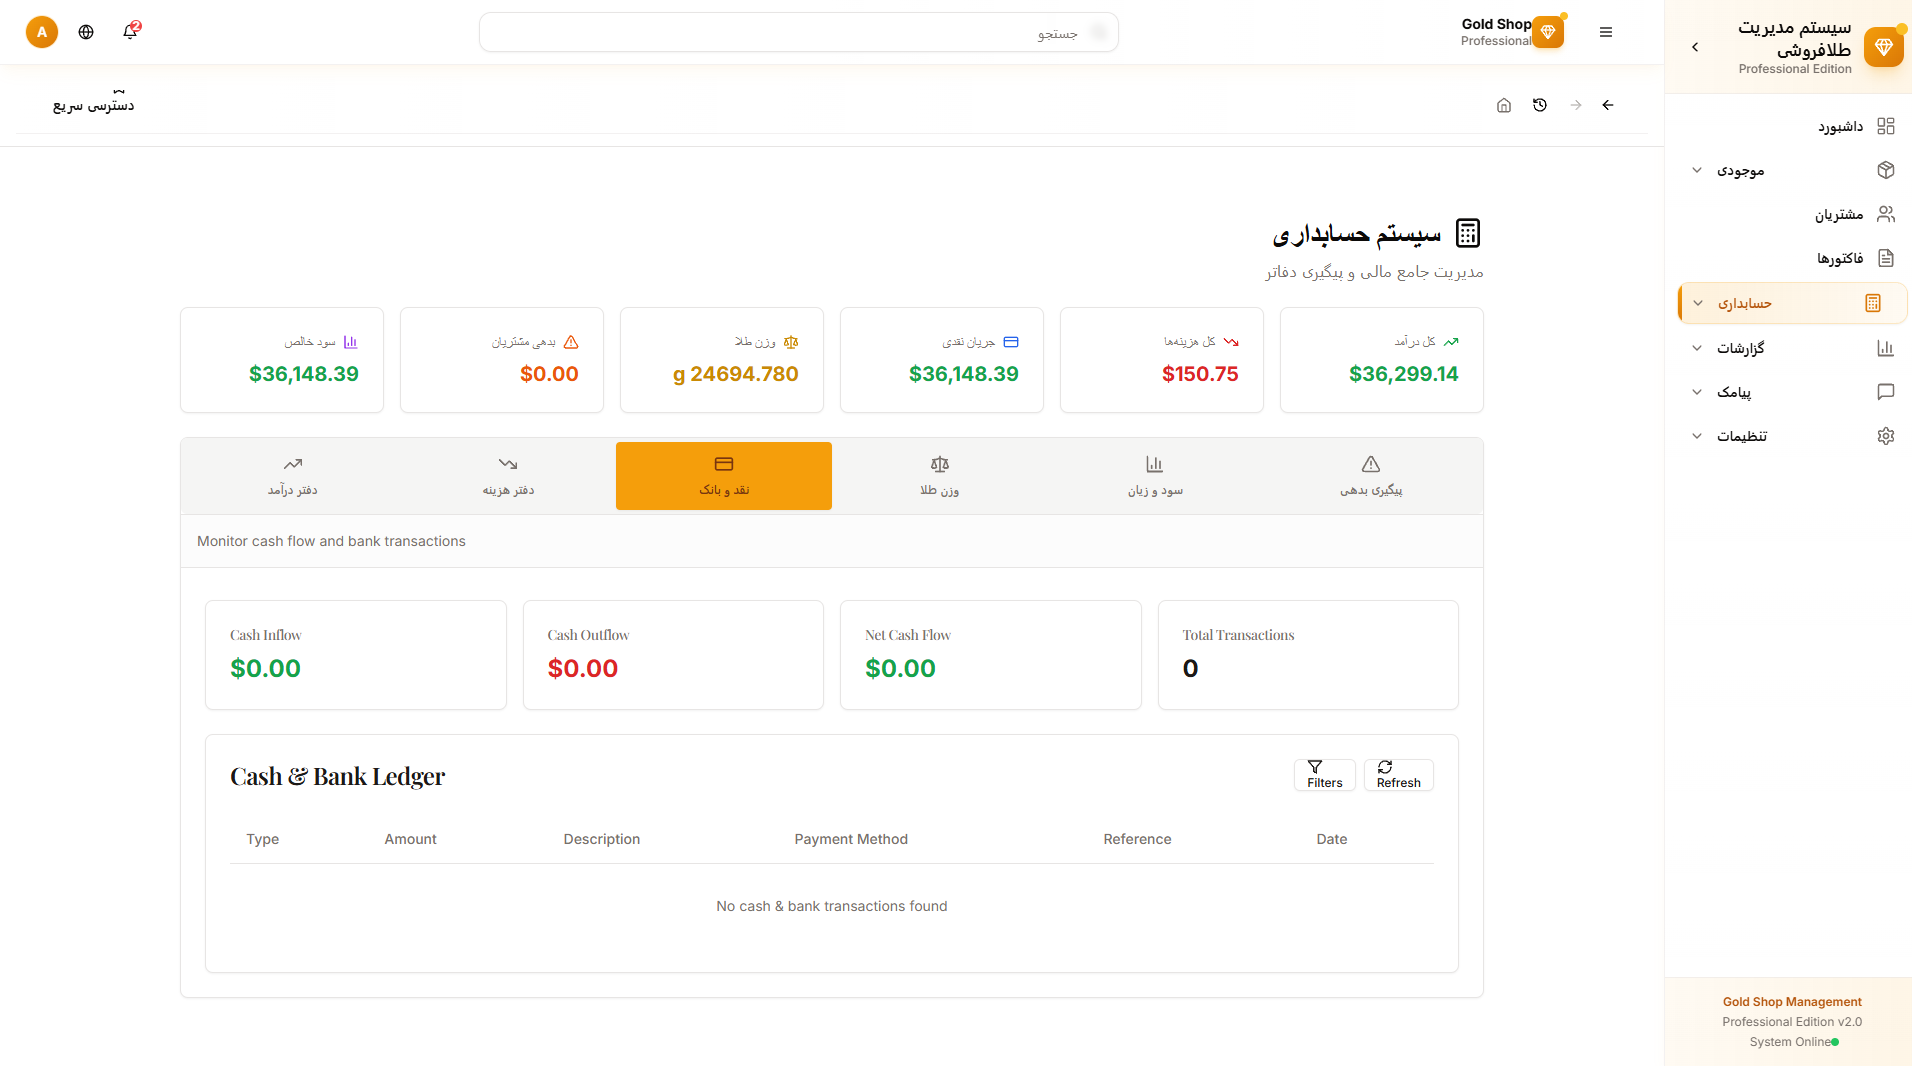 سیستم مدیریت
طلافروشی
Professional Edition
داشبورد
موجودی
مشتریان
فاکتورها
حسابداری
گزارشات
پیامک
تنظیمات
Gold Shop Management
Professional Edition v2.0
System Online
Gold Shop
Professional
جستجو
2
A
دسترسی سریع
سیستم حسابداری
مدیریت جامع مالی و پیگیری دفاتر
کل درآمد
$36,299.14
کل هزینه‌ها
$150.75
جریان نقدی
$36,148.39
وزن طلا
24694.780 g
بدهی مشتریان
$0.00
سود خالص
$36,148.39
پیگیری بدهی
سود و زیان
وزن طلا
نقد و بانک
دفتر هزینه
دفتر درآمد
Monitor cash flow and bank transactions
Cash Inflow
$0.00
Cash Outflow
$0.00
Net Cash Flow
$0.00
Total Transactions
0
Cash & Bank Ledger
Filters
Refresh
Type Amount Description Payment Method Reference Date
No cash & bank transactions found